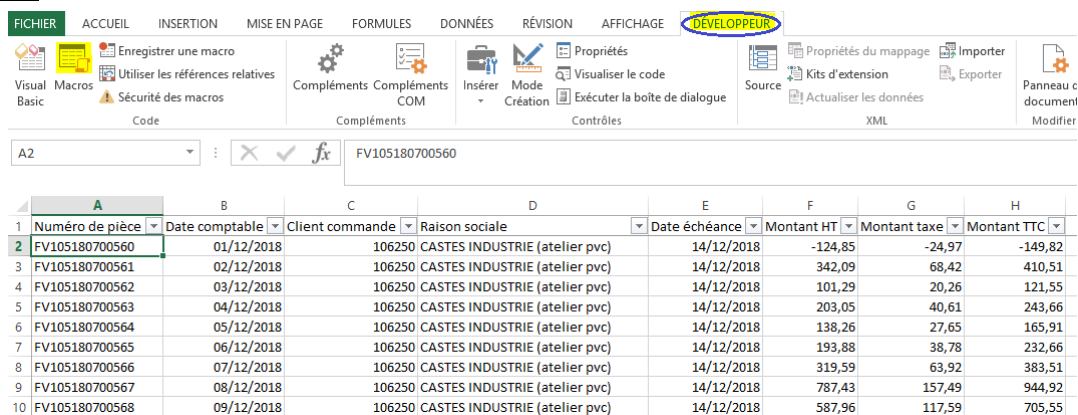 FICHIER ACCUEIL INSERTION MISE EN PAGE FORMULES DONNÉES RÉVISION AFFICHAGE DÉVELOPPEUR
Visual Basic
Macros
Enregistrer une macro
Utiliser les références relatives
Sécurité des macros
Code
Compléments
Compléments COM
Compléments
Insérer
Mode Création
Propriétés
Visualiser le code
Exécuter la boîte de dialogue
Contrôles
Source
Propriétés du mappage
Kits d'extension
Actualiser les données
Importer
Exporter
XML
Panneau d
document
Modifier
A2 fx FV105180700560
A B C D E F G H
1 Numéro de pièce Date comptable Client commande Raison sociale Date échéance Montant HT Montant taxe Montant TTC
2 FV105180700560 01/12/2018 106250 CASTES INDUSTRIE (atelier pvc) 14/12/2018 -124,85 -24,97 -149,82
3 FV105180700561 02/12/2018 106250 CASTES INDUSTRIE (atelier pvc) 14/12/2018 342,09 68,42 410,51
4 FV105180700562 03/12/2018 106250 CASTES INDUSTRIE (atelier pvc) 14/12/2018 101,29 20,26 121,55
5 FV105180700563 04/12/2018 106250 CASTES INDUSTRIE (atelier pvc) 14/12/2018 203,05 40,61 243,66
6 FV105180700564 05/12/2018 106250 CASTES INDUSTRIE (atelier pvc) 14/12/2018 138,26 27,65 165,91
7 FV105180700565 06/12/2018 106250 CASTES INDUSTRIE (atelier pvc) 14/12/2018 193,88 38,78 232,66
8 FV105180700566 07/12/2018 106250 CASTES INDUSTRIE (atelier pvc) 14/12/2018 319,59 63,92 383,51
9 FV105180700567 08/12/2018 106250 CASTES INDUSTRIE (atelier pvc) 14/12/2018 787,43 157,49 944,92
10 FV105180700568 09/12/2018 106250 CASTES INDUSTRIE (atelier pvc) 14/12/2018 587,96 117,59 705,55